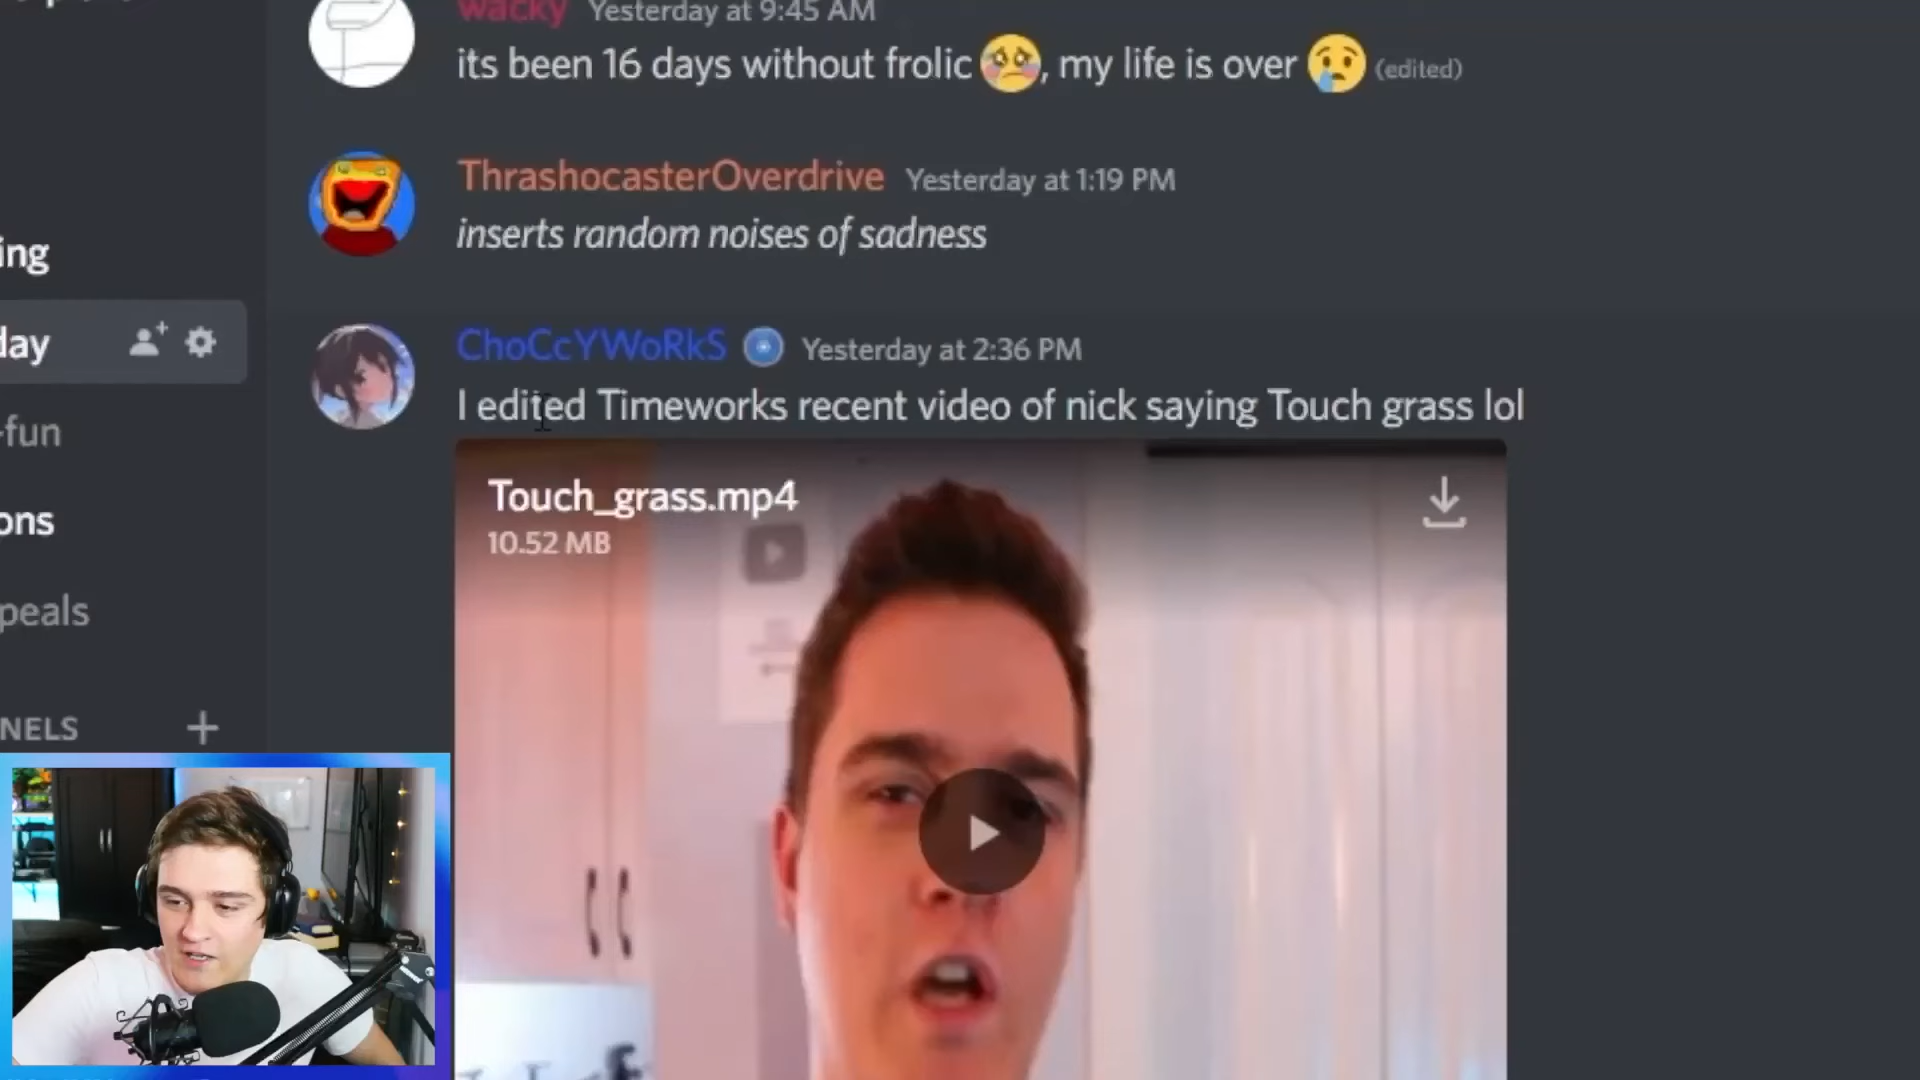 wacky Yesterday at 9:45 AM
its been 16 days without frolic 🥺, my life is over 😢 (edited)
ThrashocasterOverdrive Yesterday at 1:19 PM
inserts random noises of sadness
ing
ChoCcYWoRkS Yesterday at 2:36 PM
day
I edited Timeworks recent video of nick saying Touch grass lol
-fun
Touch_grass.mp4
10.52 MB
ons
peals
NELS